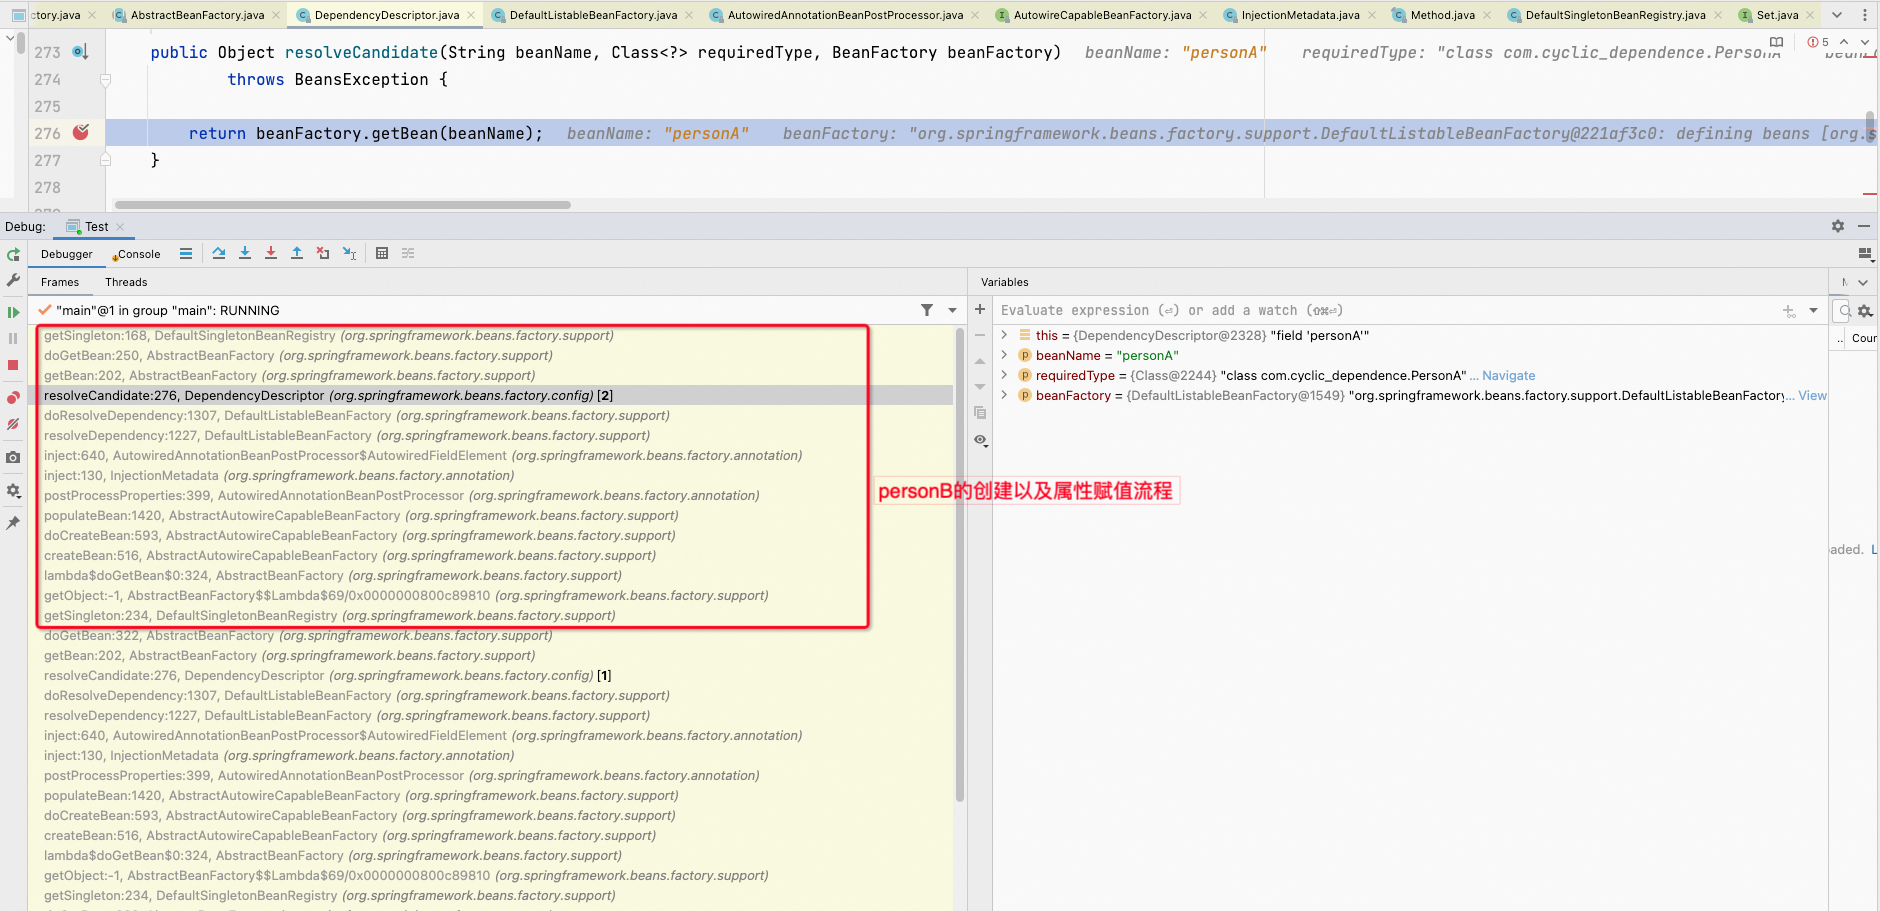 ctory.java × AbstractBeanFactory.java × DependencyDescriptor.java × DefaultListableBeanFactory.java × AutowiredAnnotationBeanPostProcessor.java × AutowireCapableBeanFactory.java × InjectionMetadata.java × Method.java × DefaultSingletonBeanRegistry.java × Set.java ×
273 public Object resolveCandidate(String beanName, Class<?> requiredType, BeanFactory beanFactory) beanName: "personA" requiredType: "class com.cyclic_dependence.PersonA"
5
274 throws BeansException {
275
276 return beanFactory.getBean(beanName); beanName: "personA" beanFactory: "org.springframework.beans.factory.support.DefaultListableBeanFactory@221af3c0: defining beans [org.s
277 }
278
Debug: Test ×
Debugger Console
Frames Threads
Variables
"main"@1 in group "main": RUNNING
Evaluate expression (⏎) or add a watch (⇧⌘⏎)
getSingleton:168, DefaultSingletonBeanRegistry (org.springframework.beans.factory.support)
doGetBean:250, AbstractBeanFactory (org.springframework.beans.factory.support)
getBean:202, AbstractBeanFactory (org.springframework.beans.factory.support)
resolveCandidate:276, DependencyDescriptor (org.springframework.beans.factory.config) [2]
doResolveDependency:1307, DefaultListableBeanFactory (org.springframework.beans.factory.support)
resolveDependency:1227, DefaultListableBeanFactory (org.springframework.beans.factory.support)
inject:640, AutowiredAnnotationBeanPostProcessor$AutowiredFieldElement (org.springframework.beans.factory.annotation)
inject:130, InjectionMetadata (org.springframework.beans.factory.annotation)
postProcessProperties:399, AutowiredAnnotationBeanPostProcessor (org.springframework.beans.factory.annotation)
populateBean:1420, AbstractAutowireCapableBeanFactory (org.springframework.beans.factory.support)
doCreateBean:593, AbstractAutowireCapableBeanFactory (org.springframework.beans.factory.support)
createBean:516, AbstractAutowireCapableBeanFactory (org.springframework.beans.factory.support)
lambda$doGetBean$0:324, AbstractBeanFactory (org.springframework.beans.factory.support)
getObject:-1, AbstractBeanFactory$$Lambda$69/0x0000000800c89810 (org.springframework.beans.factory.support)
getSingleton:234, DefaultSingletonBeanRegistry (org.springframework.beans.factory.support)
doGetBean:322, AbstractBeanFactory (org.springframework.beans.factory.support)
getBean:202, AbstractBeanFactory (org.springframework.beans.factory.support)
resolveCandidate:276, DependencyDescriptor (org.springframework.beans.factory.config) [1]
doResolveDependency:1307, DefaultListableBeanFactory (org.springframework.beans.factory.support)
resolveDependency:1227, DefaultListableBeanFactory (org.springframework.beans.factory.support)
inject:640, AutowiredAnnotationBeanPostProcessor$AutowiredFieldElement (org.springframework.beans.factory.annotation)
inject:130, InjectionMetadata (org.springframework.beans.factory.annotation)
postProcessProperties:399, AutowiredAnnotationBeanPostProcessor (org.springframework.beans.factory.annotation)
populateBean:1420, AbstractAutowireCapableBeanFactory (org.springframework.beans.factory.support)
doCreateBean:593, AbstractAutowireCapableBeanFactory (org.springframework.beans.factory.support)
createBean:516, AbstractAutowireCapableBeanFactory (org.springframework.beans.factory.support)
lambda$doGetBean$0:324, AbstractBeanFactory (org.springframework.beans.factory.support)
getObject:-1, AbstractBeanFactory$$Lambda$69/0x0000000800c89810 (org.springframework.beans.factory.support)
getSingleton:234, DefaultSingletonBeanRegistry (org.springframework.beans.factory.support)
personB的创建以及属性赋值流程
this = {DependencyDescriptor@2328} "field 'personA'"
beanName = "personA"
requiredType = {Class@2244} "class com.cyclic_dependence.PersonA" ... Navigate
beanFactory = {DefaultListableBeanFactory@1549} "org.springframework.beans.factory.support.DefaultListableBeanFactory... View
.. Cour
aded. L